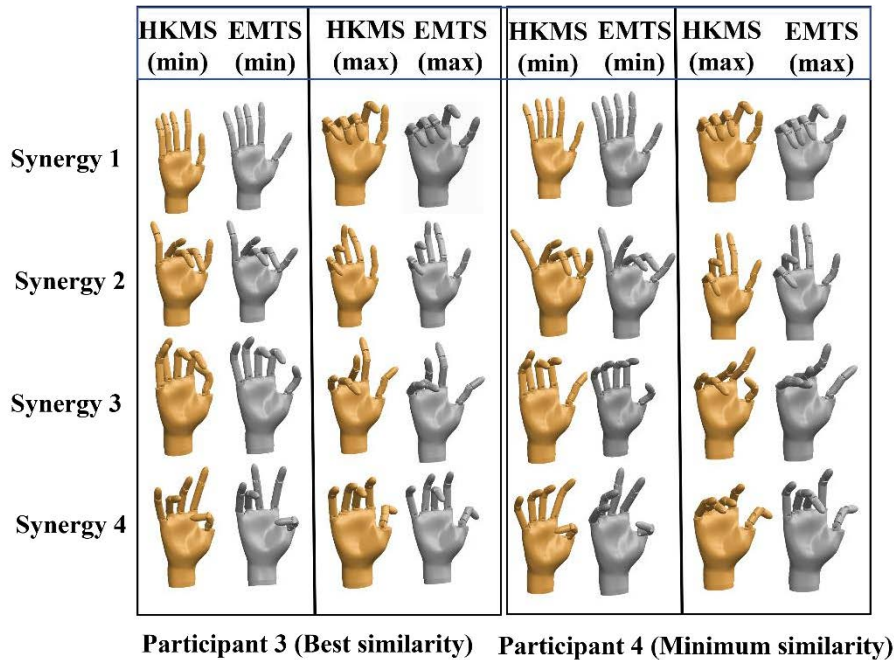 HKMS EMTS HKMS EMTS HKMS EMTS HKMS EMTS
(min) (min) (max) (max) (min) (min) (max) (max)
Synergy 1
Synergy 2
Synergy 3
Synergy 4
Participant 3 (Best similarity) Participant 4 (Minimum similarity)